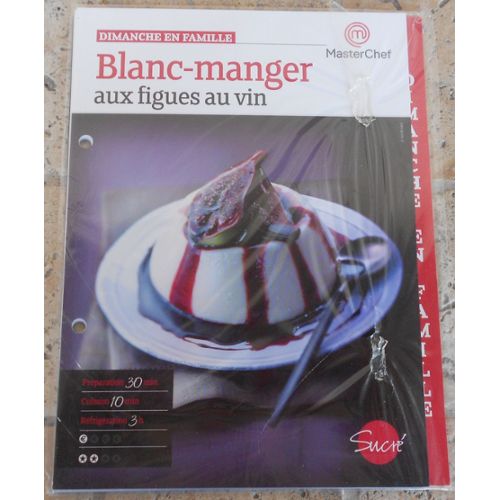 DIMANCHE EN FAMILLE
MasterChef
Blanc-manger
aux figues au vin
DIMANCHE EN FAMILLE
Préparation 30 min
Cuisson 10 min
Réfrigération 3 h
€
Sucré